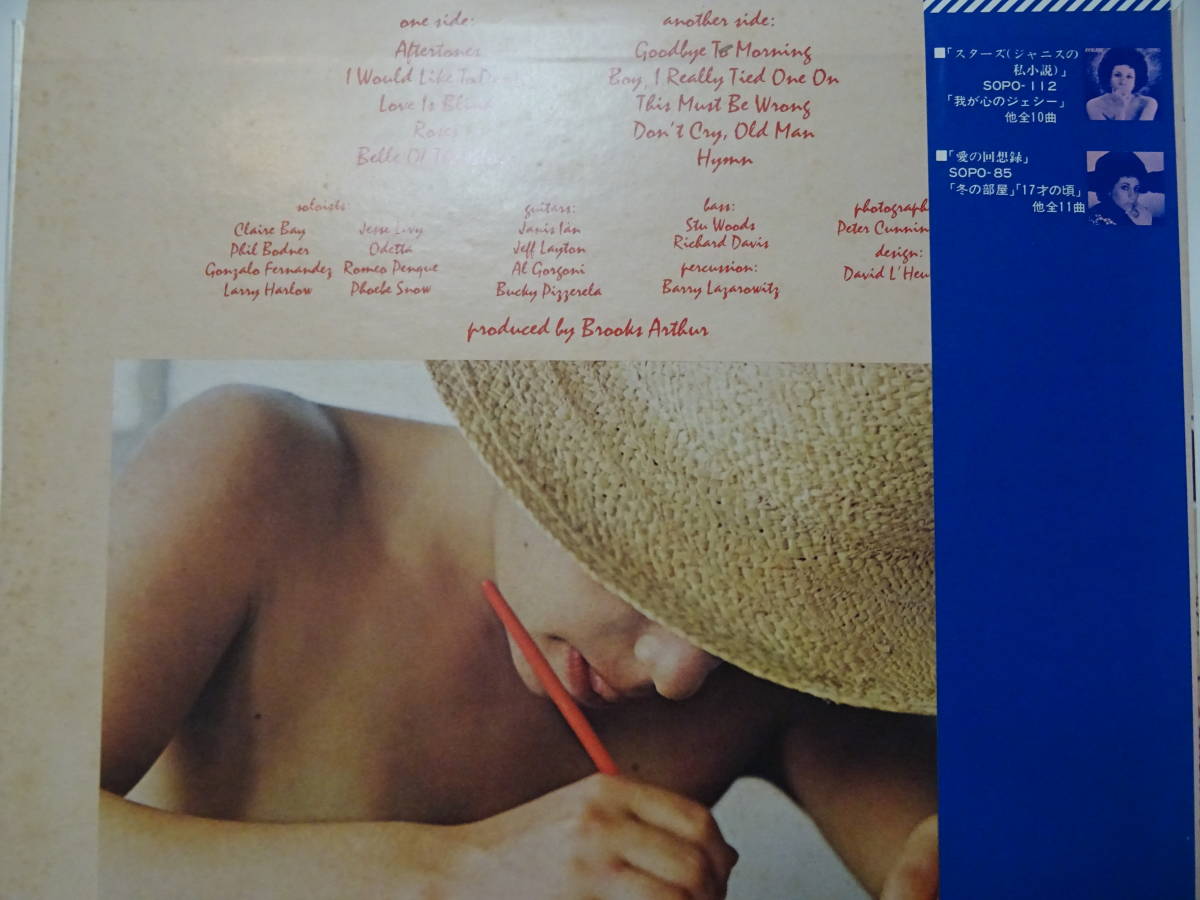 one side:
Aftertones
I Would Like To
Love Is Blind
Roses
Belle Of The
another side:
Goodbye To Morning
Boy, I Really Tied One On
This Must Be Wrong
Don't Cry, Old Man
Hymn
soloists:
Claire Bay
Phil Bodner
Gonzalo Fernandez
Larry Harlow
Jesse Levy
Odetta
Romeo Penque
Phoebe Snow
guitars:
Janis Ian
Jeff Layton
Al Gorgoni
Bucky Pizzerela
bass:
Stu Woods
Richard Davis
percussion:
Barry Lazarowitz
photograph
Peter Cunnin
design:
David L'Heu
produced by Brooks Arthur
■「スターズ(ジャニスの
私小説)」
SOPO-112
「我が心のジェシー」
他全10曲
■「愛の回想録」
SOPO-85
「冬の部屋」「17才の頃」
他全11曲